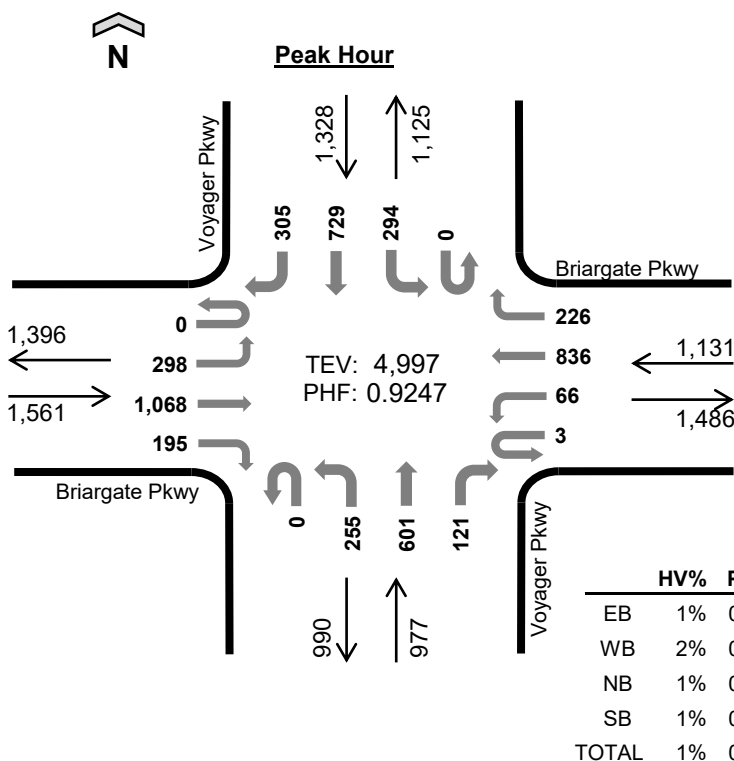 N
Peak Hour
Voyager Pkwy
1,328
1,125
305
729
294
0
Briargate Pkwy
0
298
1,068
195
1,396
1,561
TEV: 4,997
PHF: 0.9247
226
836
66
3
1,131
1,486
Briargate Pkwy
0
255
601
121
Voyager Pkwy
990
977
HV%
EB 1%
WB 2%
NB 1%
SB 1%
TOTAL 1%